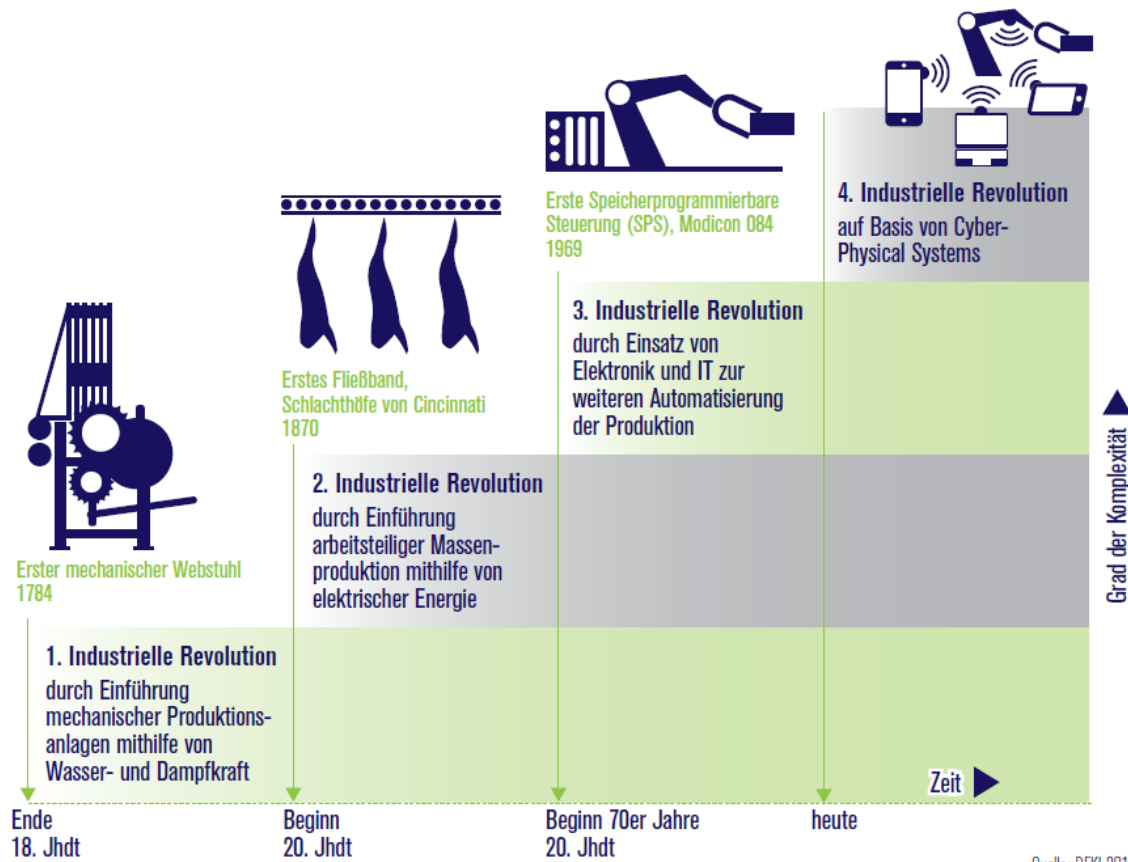 Erste Speicherprogrammierbare
Steuerung (SPS), Modicon 084
1969
4. Industrielle Revolution
auf Basis von Cyber-
Physical Systems
3. Industrielle Revolution
durch Einsatz von
Elektronik und IT zur
weiteren Automatisierung
der Produktion
Erstes Fließband,
Schlachthöfe von Cincinnati
1870
2. Industrielle Revolution
durch Einführung
arbeitsteiliger Massen-
produktion mithilfe von
elektrischer Energie
Erster mechanischer Webstuhl
1784
1. Industrielle Revolution
durch Einführung
mechanischer Produktions-
anlagen mithilfe von
Wasser- und Dampfkraft
Grad der Komplexität
Zeit
Ende
18. Jhdt
Beginn
20. Jhdt
Beginn 70er Jahre
20. Jhdt
heute